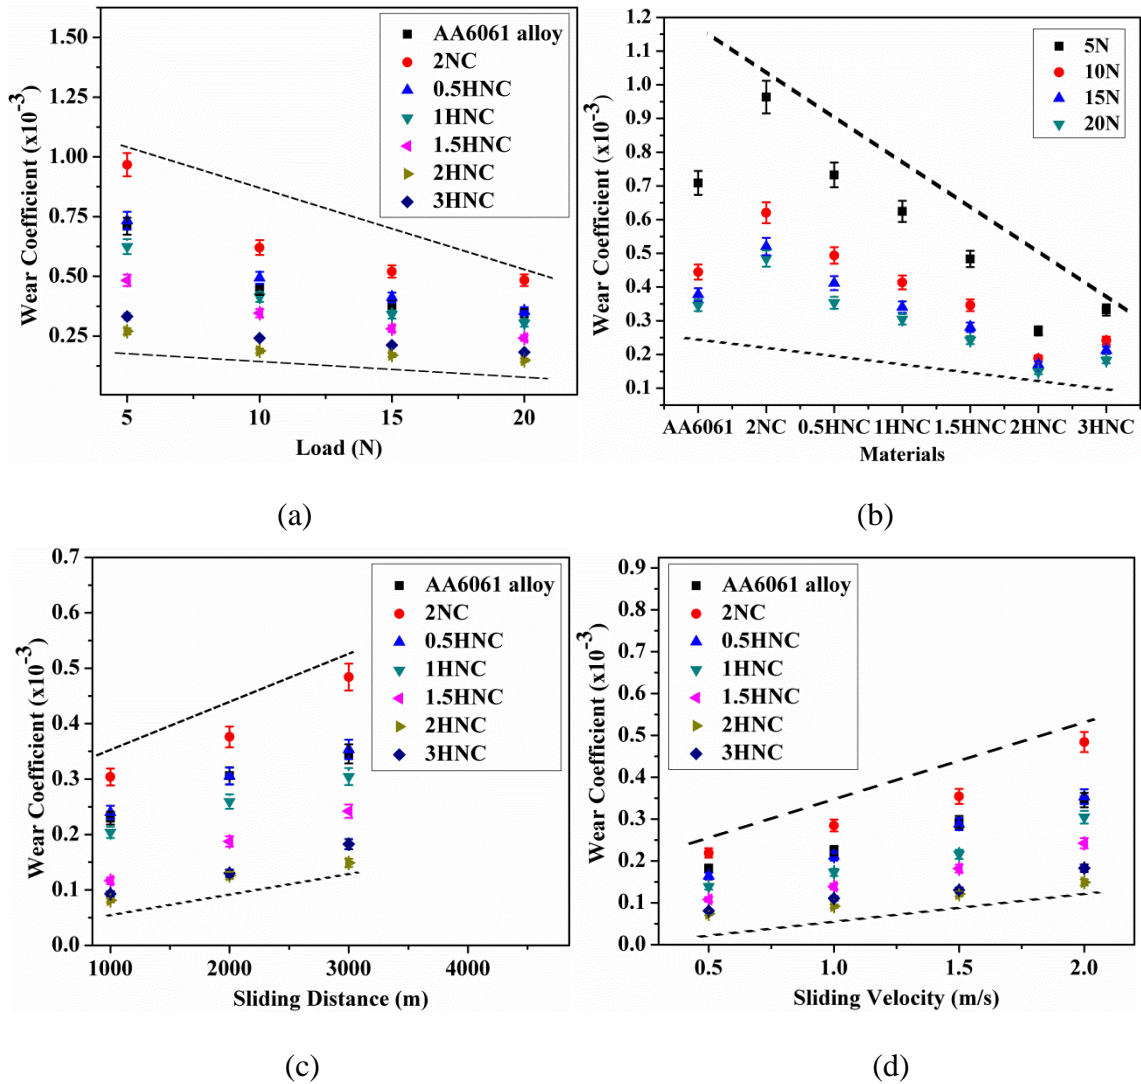 AA6061 alloy
2NC
0.5HNC
1HNC
1.5HNC
2HNC
3HNC
1.50
1.25
1.00
0.75
0.50
0.25
Wear Coefficient (x10⁻³)
5 10 15 20
Load (N)
(a)
5N
10N
15N
20N
1.2
1.1
1.0
0.9
0.8
0.7
0.6
0.5
0.4
0.3
0.2
0.1
Wear Coefficient (x10⁻³)
AA6061 2NC 0.5HNC 1HNC 1.5HNC 2HNC 3HNC
Materials
(b)
AA6061 alloy
2NC
0.5HNC
1HNC
1.5HNC
2HNC
3HNC
0.7
0.6
0.5
0.4
0.3
0.2
0.1
0.0
Wear Coefficient (x10⁻³)
1000 2000 3000 4000
Sliding Distance (m)
(c)
AA6061 alloy
2NC
0.5HNC
1HNC
1.5HNC
2HNC
3HNC
0.9
0.8
0.7
0.6
0.5
0.4
0.3
0.2
0.1
0.0
Wear Coefficient (x10⁻³)
0.5 1.0 1.5 2.0
Sliding Velocity (m/s)
(d)